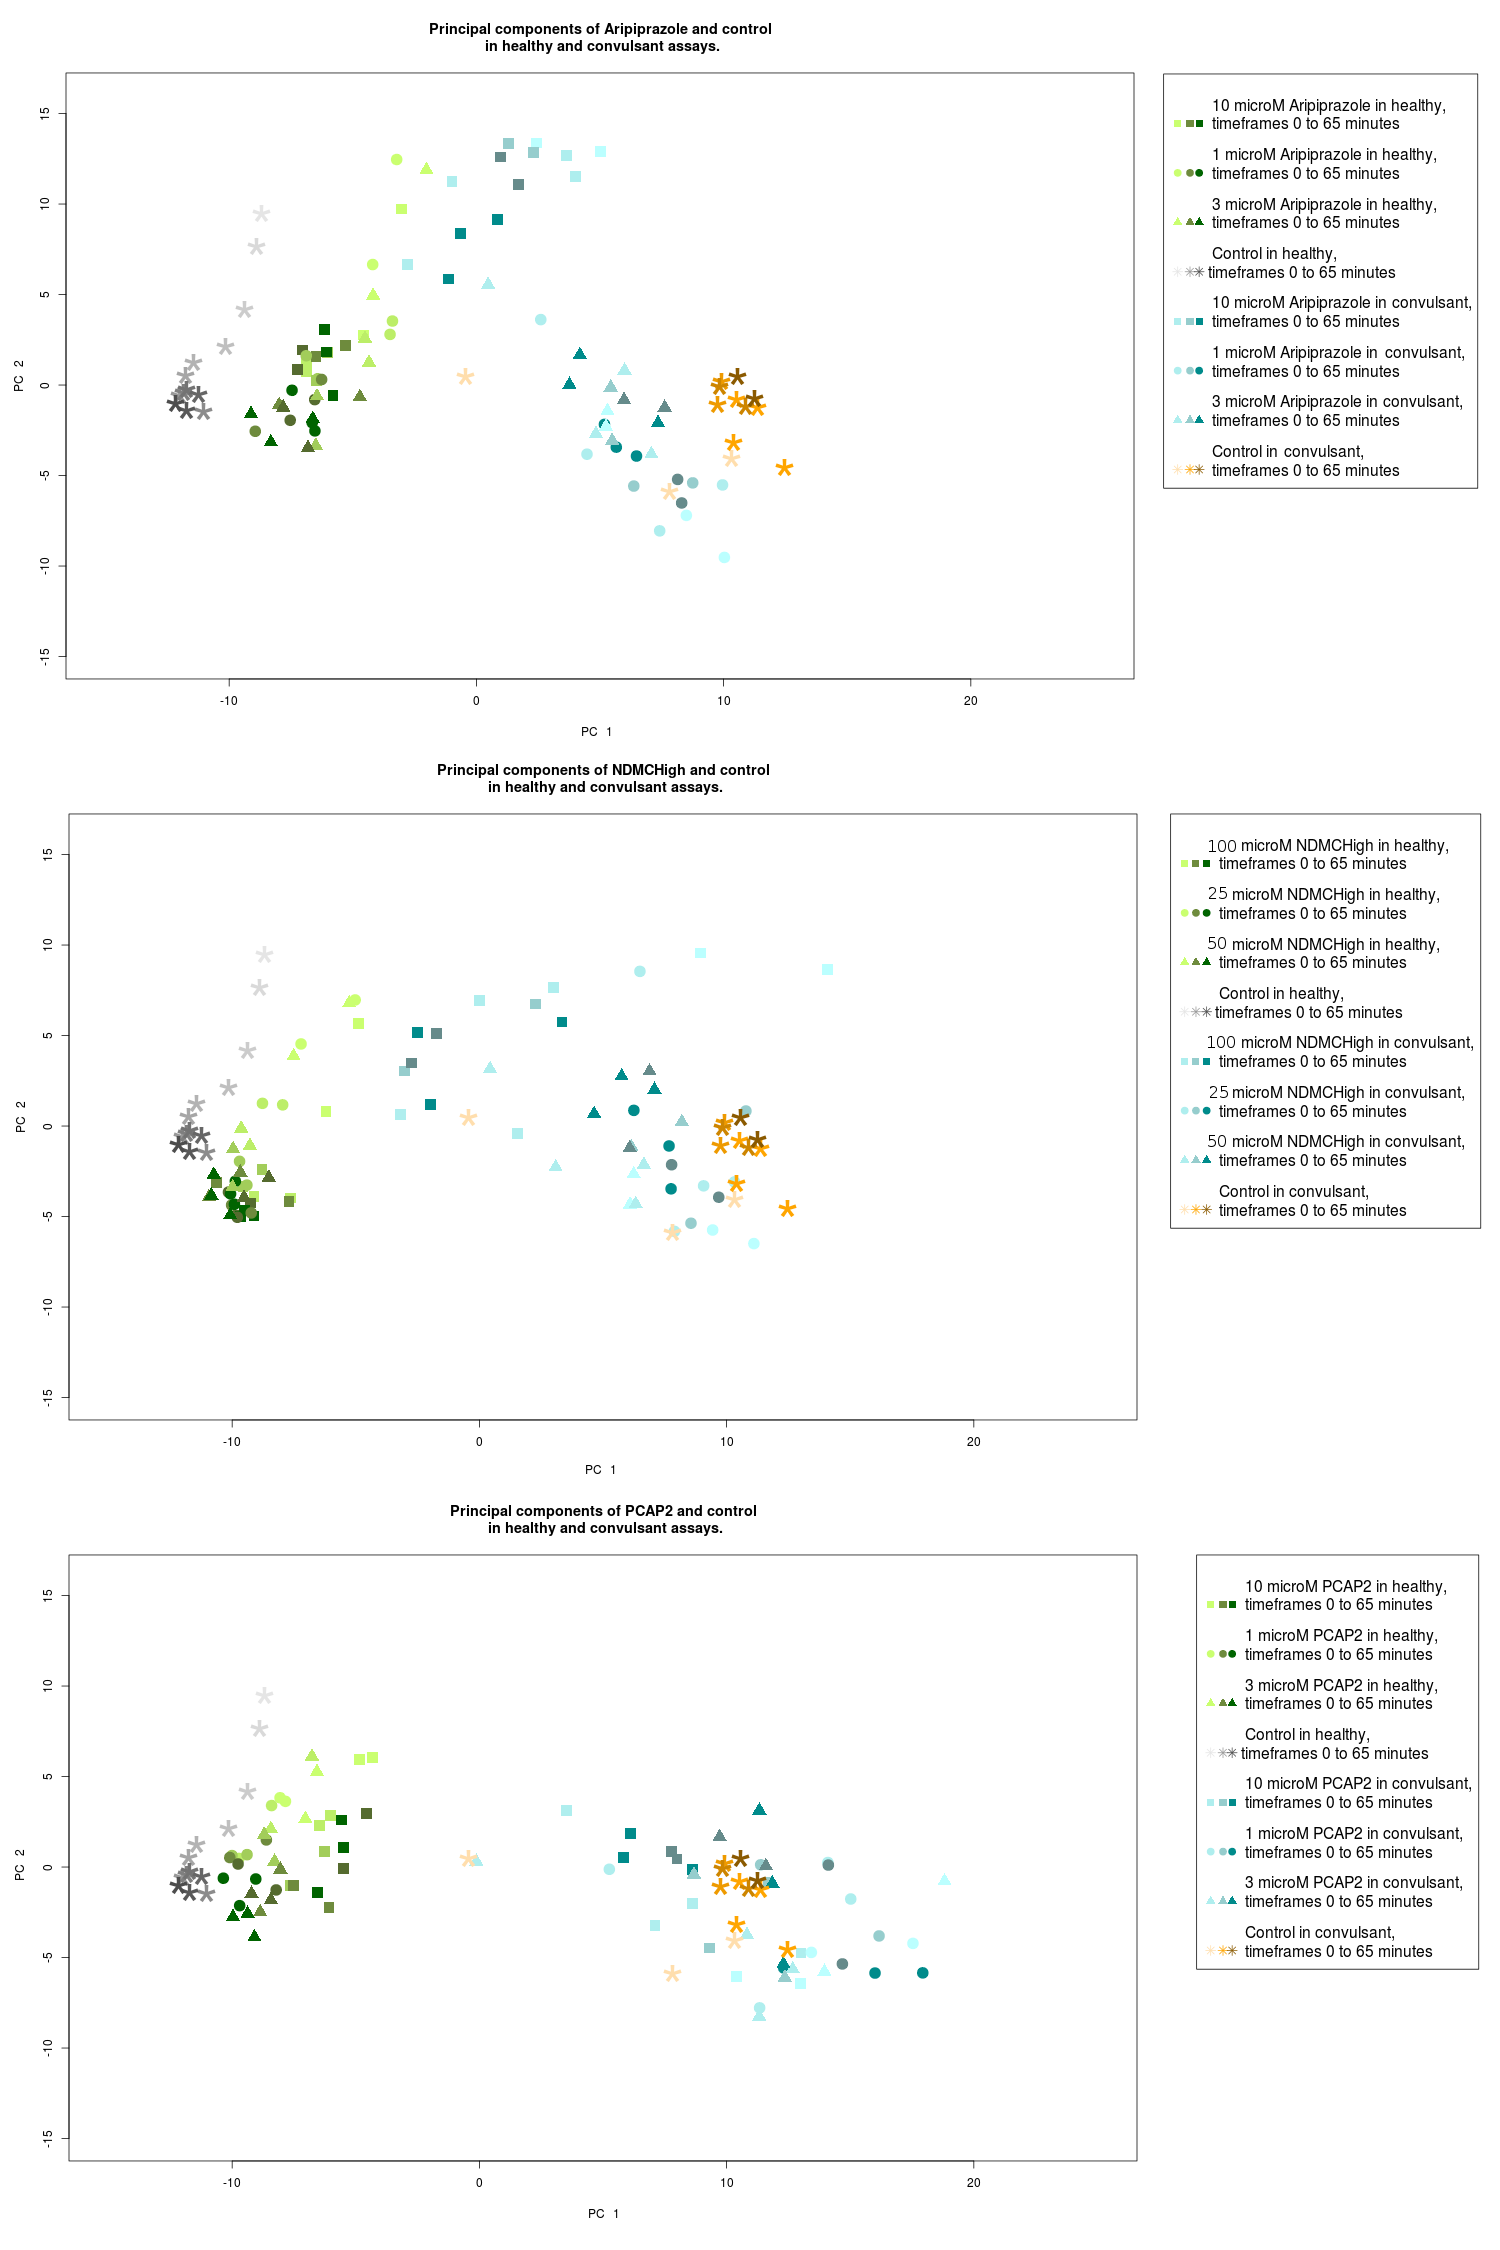 Principal components of Aripiprazole and control
in healthy and convulsant assays.
15
10
5
0
-5
-10
-15
PC 2
-10
0
10
20
PC 1
10 microM Aripiprazole in healthy,
timeframes 0 to 65 minutes
1 microM Aripiprazole in healthy,
timeframes 0 to 65 minutes
3 microM Aripiprazole in healthy,
timeframes 0 to 65 minutes
Control in healthy,
timeframes 0 to 65 minutes
10 microM Aripiprazole in convulsant,
timeframes 0 to 65 minutes
1 microM Aripiprazole in convulsant,
timeframes 0 to 65 minutes
3 microM Aripiprazole in convulsant,
timeframes 0 to 65 minutes
Control in convulsant,
timeframes 0 to 65 minutes
Principal components of NDMCHigh and control
in healthy and convulsant assays.
15
10
5
0
-5
-10
-15
PC 2
-10
0
10
20
PC 1
100 microM NDMCHigh in healthy,
timeframes 0 to 65 minutes
25 microM NDMCHigh in healthy,
timeframes 0 to 65 minutes
50 microM NDMCHigh in healthy,
timeframes 0 to 65 minutes
Control in healthy,
timeframes 0 to 65 minutes
100 microM NDMCHigh in convulsant,
timeframes 0 to 65 minutes
25 microM NDMCHigh in convulsant,
timeframes 0 to 65 minutes
50 microM NDMCHigh in convulsant,
timeframes 0 to 65 minutes
Control in convulsant,
timeframes 0 to 65 minutes
Principal components of PCAP2 and control
in healthy and convulsant assays.
15
10
5
0
-5
-10
-15
PC 2
-10
0
10
20
PC 1
10 microM PCAP2 in healthy,
timeframes 0 to 65 minutes
1 microM PCAP2 in healthy,
timeframes 0 to 65 minutes
3 microM PCAP2 in healthy,
timeframes 0 to 65 minutes
Control in healthy,
timeframes 0 to 65 minutes
10 microM PCAP2 in convulsant,
timeframes 0 to 65 minutes
1 microM PCAP2 in convulsant,
timeframes 0 to 65 minutes
3 microM PCAP2 in convulsant,
timeframes 0 to 65 minutes
Control in convulsant,
timeframes 0 to 65 minutes